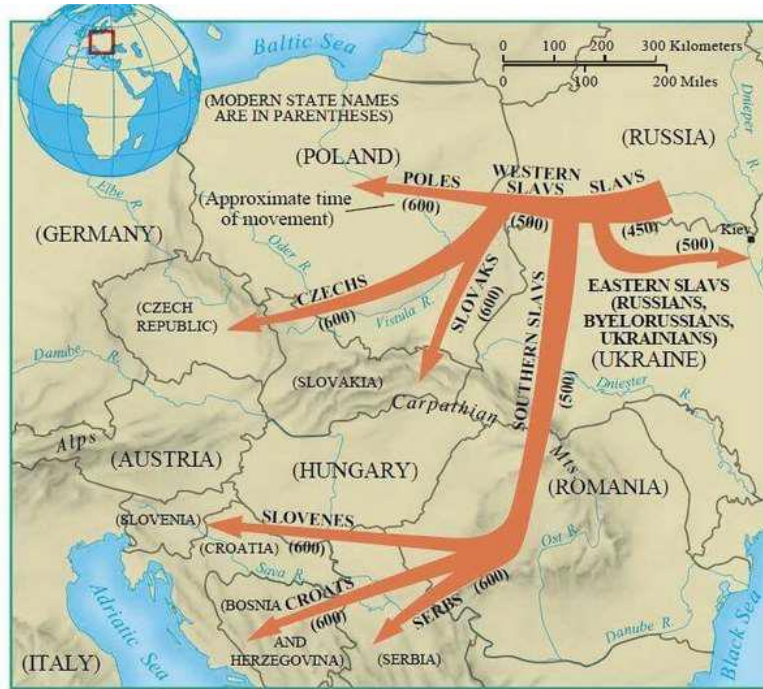 Baltic Sea
0 100 200 300 Kilometers
0 100 200 Miles
(MODERN STATE NAMES
ARE IN PARENTHESES)
Dnieper R.
(RUSSIA)
(POLAND)
POLES
(600)
WESTERN
SLAVS
(500)
SLAVS
(450)
Kiev
(500)
(Approximate time
of movement)
Elbe R.
(GERMANY)
Oder R.
EASTERN SLAVS
(RUSSIANS,
BYELORUSSIANS,
UKRAINIANS)
(UKRAINE)
CZECHS
(600)
(CZECH
REPUBLIC)
Vistula R.
SLOVAKS
(600)
SOUTHERN SLAVS
(500)
Danube R.
Dniester R.
(SLOVAKIA)
Carpathian Mts
Alps
(AUSTRIA)
(HUNGARY)
(ROMANIA)
(SLOVENIA)
SLOVENES
(600)
(CROATIA)
Ost R.
Sava R.
(BOSNIA
CROATS
(600)
SERBS
(600)
AND
HERZEGOVINA)
(SERBIA)
Adriatic Sea
(ITALY)
Danube R.
Black Sea